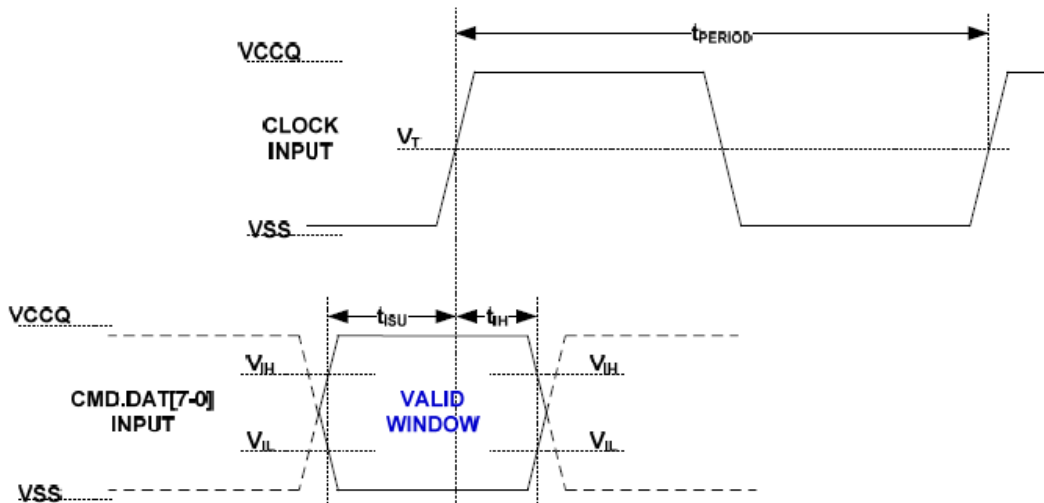 tPERIOD
VCCQ
CLOCK
INPUT
VT
VSS
VCCQ
tISU
tIH
VIH
VIH
CMD.DAT[7-0]
INPUT
VALID
WINDOW
VIL
VIL
VSS